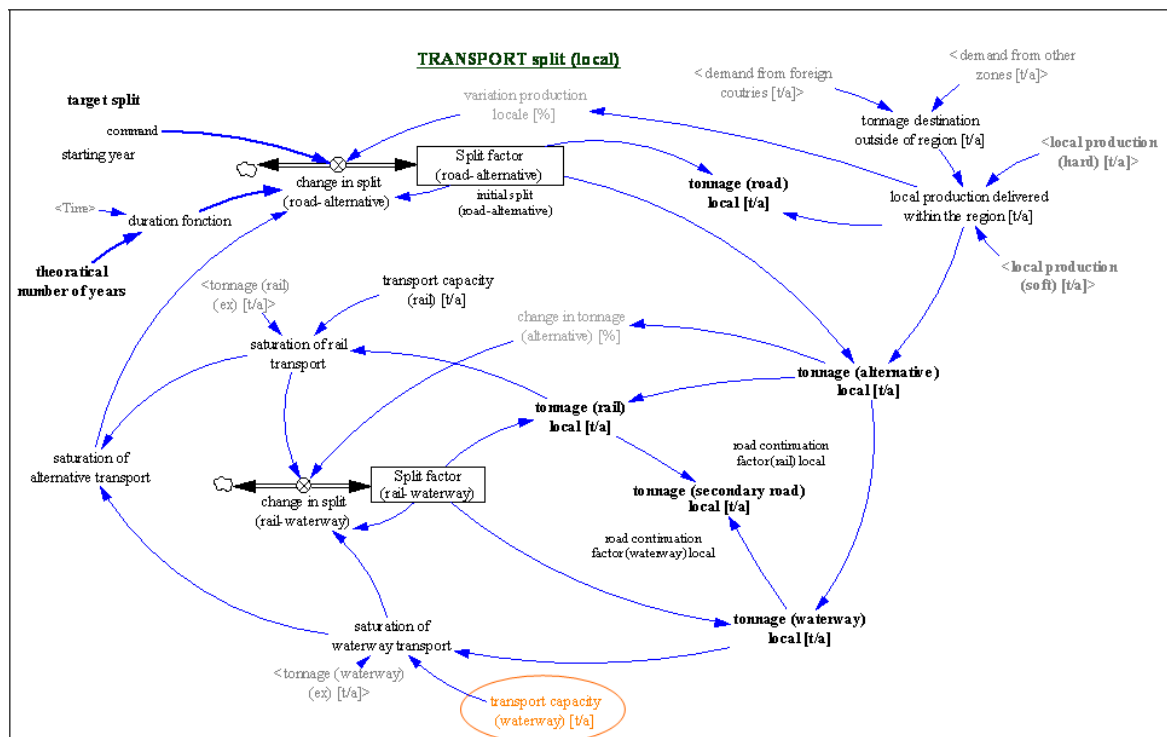 TRANSPORT split (local)
< demand from other
zones [t/a]>
< demand from foreign
coutries [t/a]>
target split
variation production
locale [%]
command
tonnage destination
outside of region [t/a]
starting year
Split factor
(road- alternative)
<local production
(hard) [t/a]>
change in split
(road-alternative)
initial split
(road-alternative)
tonnage (road)
local [t/a]
local production delivered
within the region [t/a]
<Time>
duration fonction
theoratical
number of years
<tonnage (rail)
(ex) [t/a]>
transport capacity
(rail) [t/a]
<local production
(soft) [t/a]>
change in tonnage
(alternative) [%]
saturation of rail
transport
tonnage (alternative)
local [t/a]
tonnage (rail)
local [t/a]
road continuation
factor(rail) local
saturation of
alternative transport
Split factor
(rail-waterway)
change in split
(rail-waterway)
tonnage (secondary road)
local [t/a]
road continuation
factor(waterway) local
tonnage (waterway)
local [t/a]
saturation of
waterway transport
<tonnage (waterway)
(ex) [t/a]>
transport capacity
(waterway) [t/a]